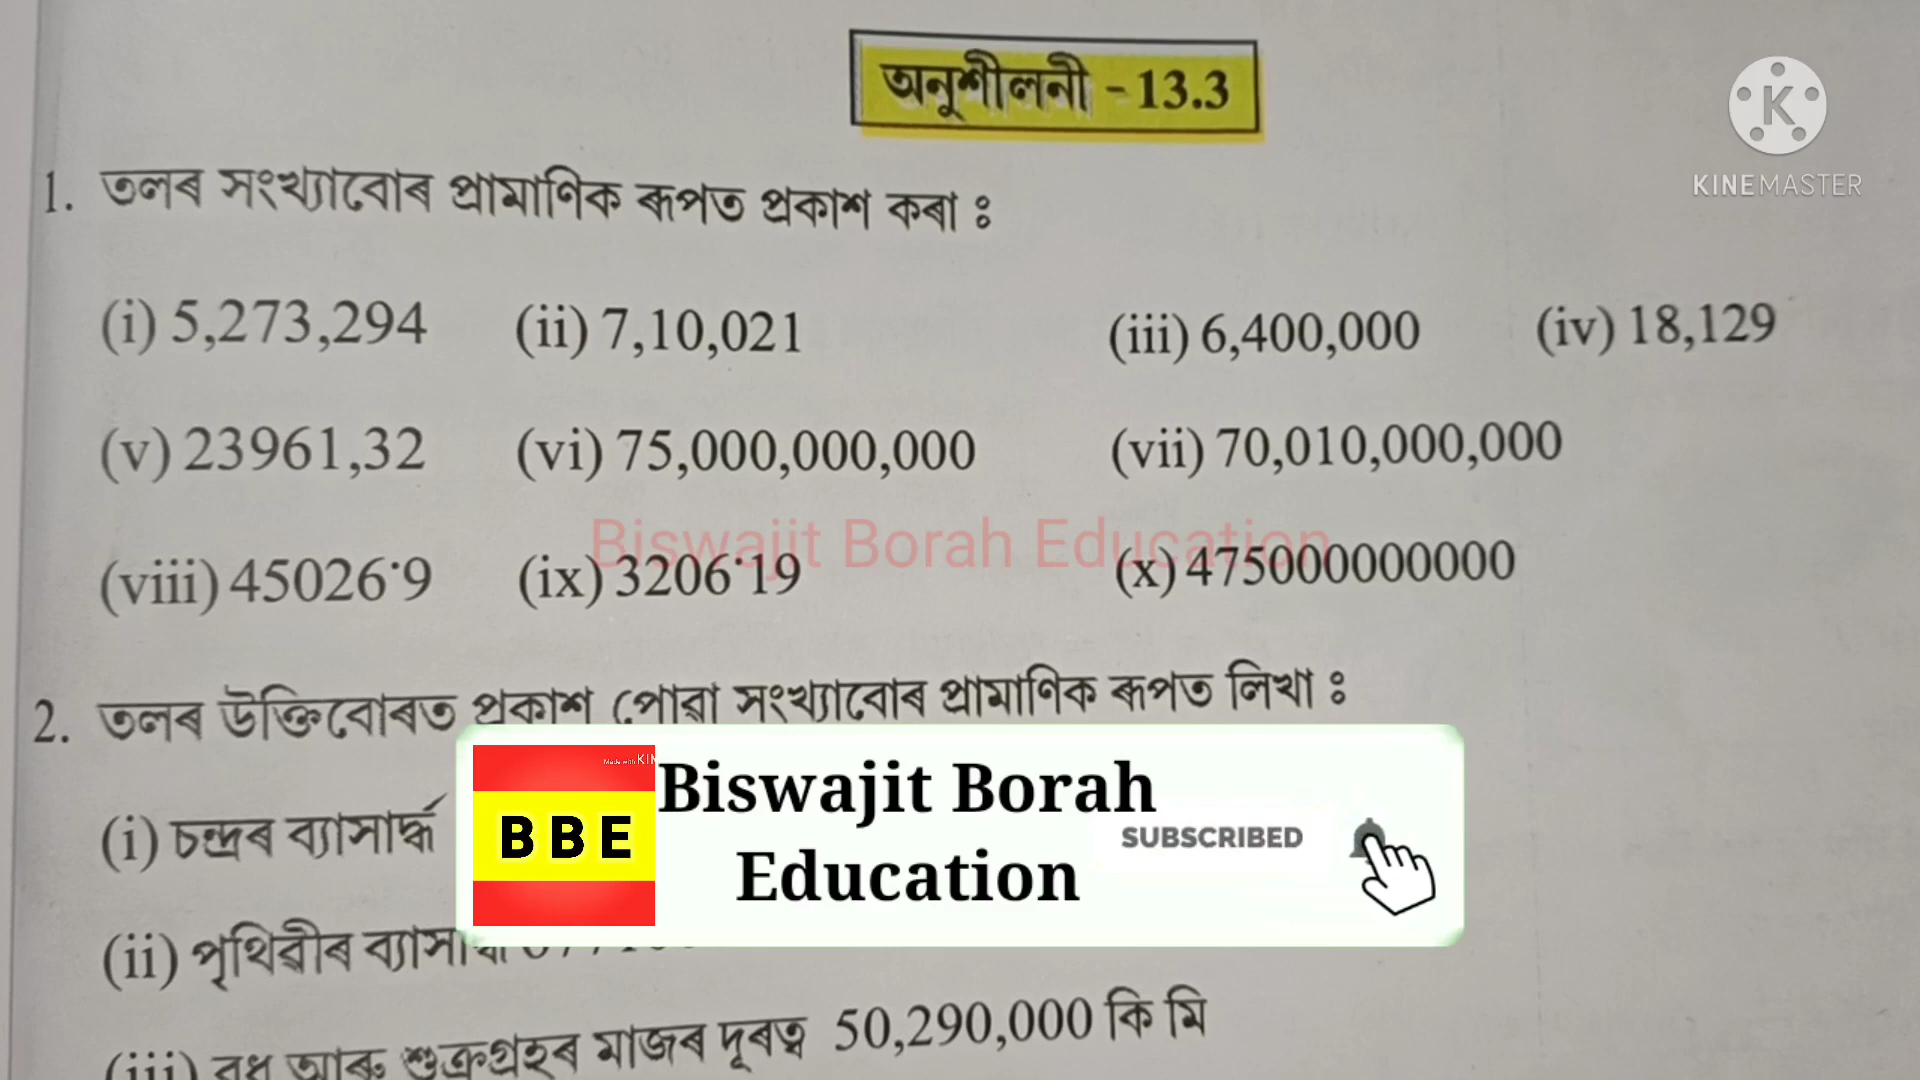 অনুশীলনী - 13.3
KINEMASTER
1. তলৰ সংখ্যাবোৰ প্ৰামাণিক ৰূপত প্ৰকাশ কৰা ঃ
(i) 5,273,294 (ii) 7,10,021 (iii) 6,400,000 (iv) 18,129
(v) 23961,32 (vi) 75,000,000,000 (vii) 70,010,000,000
Biswajit Borah Education
(viii) 45026·9 (ix) 3206·19 (x) 475000000000
2. তলৰ উক্তিবোৰত প্ৰকাশ পোৱা সংখ্যাবোৰ প্ৰামাণিক ৰূপত লিখা ঃ
BBE
Biswajit Borah
Education
SUBSCRIBED
(i) চন্দ্ৰৰ ব্যাসাৰ্দ্ধ
(ii) পৃথিৱীৰ
(iii) বুধ আৰু শুক্ৰগ্ৰহৰ মাজৰ দূৰত্ব 50,290,000 কি মি